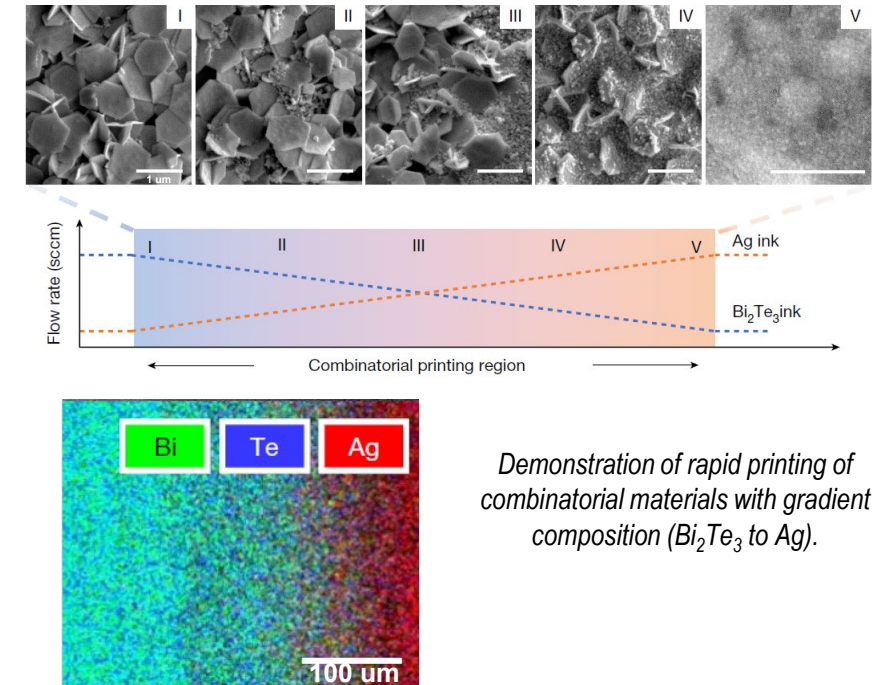 I
II
III
IV
V
1 um
Flow rate (sccm)
I
II
III
IV
V
Ag ink
Bi₂Te₃ink
Combinatorial printing region
Bi
Te
Ag
100 um
Demonstration of rapid printing of
combinatorial materials with gradient
composition (Bi₂Te₃ to Ag).